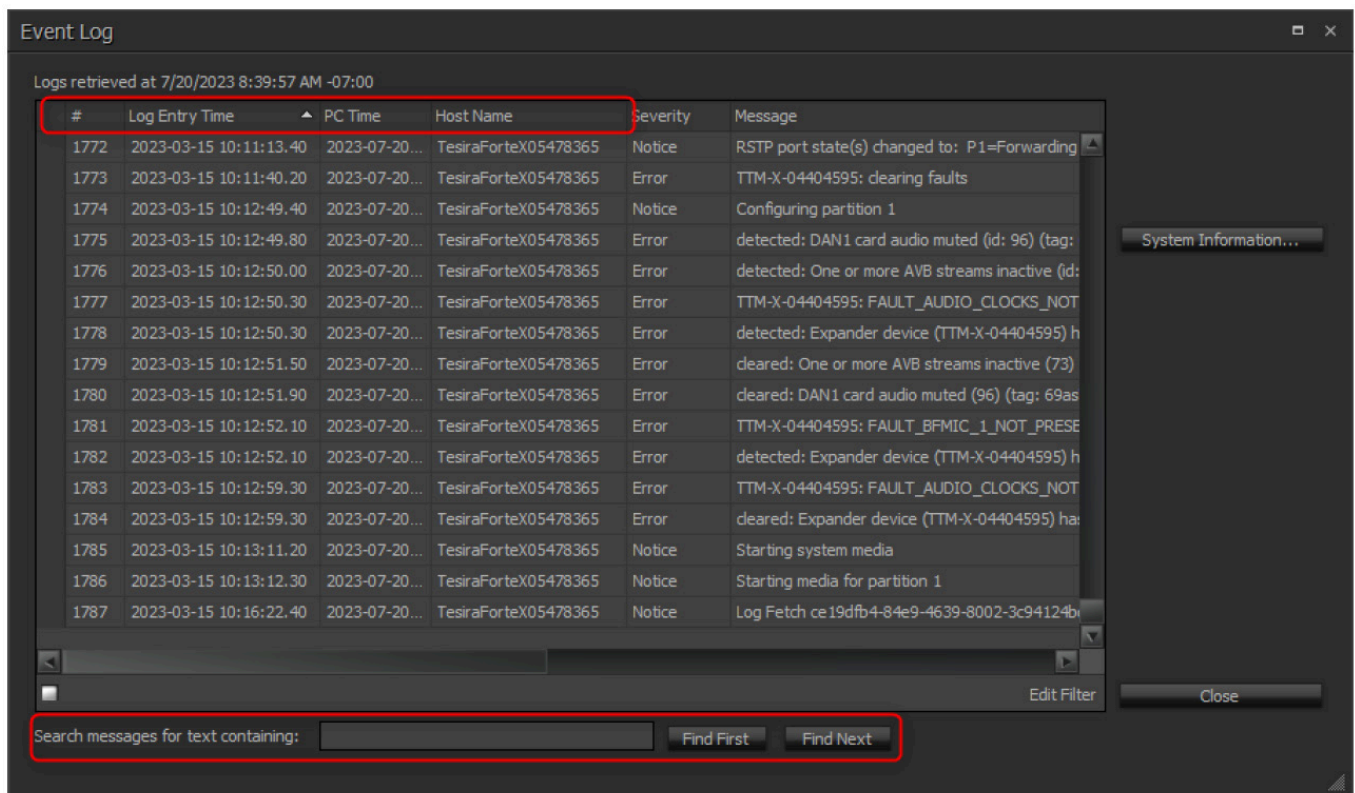 Event Log
Logs retrieved at 7/20/2023 8:39:57 AM -07:00
# Log Entry Time PC Time Host Name Severity Message
1772 2023-03-15 10:11:13.40 2023-07-20... TesiraForteX05478365 Notice RSTP port state(s) changed to: P1=Forwarding
1773 2023-03-15 10:11:40.20 2023-07-20... TesiraForteX05478365 Error TTM-X-04404595: clearing faults
1774 2023-03-15 10:12:49.40 2023-07-20... TesiraForteX05478365 Notice Configuring partition 1
1775 2023-03-15 10:12:49.80 2023-07-20... TesiraForteX05478365 Error detected: DAN1 card audio muted (id: 96) (tag: System Information...
1776 2023-03-15 10:12:50.00 2023-07-20... TesiraForteX05478365 Error detected: One or more AVB streams inactive (id:
1777 2023-03-15 10:12:50.30 2023-07-20... TesiraForteX05478365 Error TTM-X-04404595: FAULT_AUDIO_CLOCKS_NOT
1778 2023-03-15 10:12:50.30 2023-07-20... TesiraForteX05478365 Error detected: Expander device (TTM-X-04404595) h
1779 2023-03-15 10:12:51.50 2023-07-20... TesiraForteX05478365 Error cleared: One or more AVB streams inactive (73)
1780 2023-03-15 10:12:51.90 2023-07-20... TesiraForteX05478365 Error cleared: DAN1 card audio muted (96) (tag: 69as
1781 2023-03-15 10:12:52.10 2023-07-20... TesiraForteX05478365 Error TTM-X-04404595: FAULT_BFMIC_1_NOT_PRESE
1782 2023-03-15 10:12:52.10 2023-07-20... TesiraForteX05478365 Error detected: Expander device (TTM-X-04404595) h
1783 2023-03-15 10:12:59.30 2023-07-20... TesiraForteX05478365 Error TTM-X-04404595: FAULT_AUDIO_CLOCKS_NOT
1784 2023-03-15 10:12:59.30 2023-07-20... TesiraForteX05478365 Error cleared: Expander device (TTM-X-04404595) has
1785 2023-03-15 10:13:11.20 2023-07-20... TesiraForteX05478365 Notice Starting system media
1786 2023-03-15 10:13:12.30 2023-07-20... TesiraForteX05478365 Notice Starting media for partition 1
1787 2023-03-15 10:16:22.40 2023-07-20... TesiraForteX05478365 Notice Log Fetch ce19dfb4-84e9-4639-8002-3c94124b
Edit Filter Close
Search messages for text containing: Find First Find Next